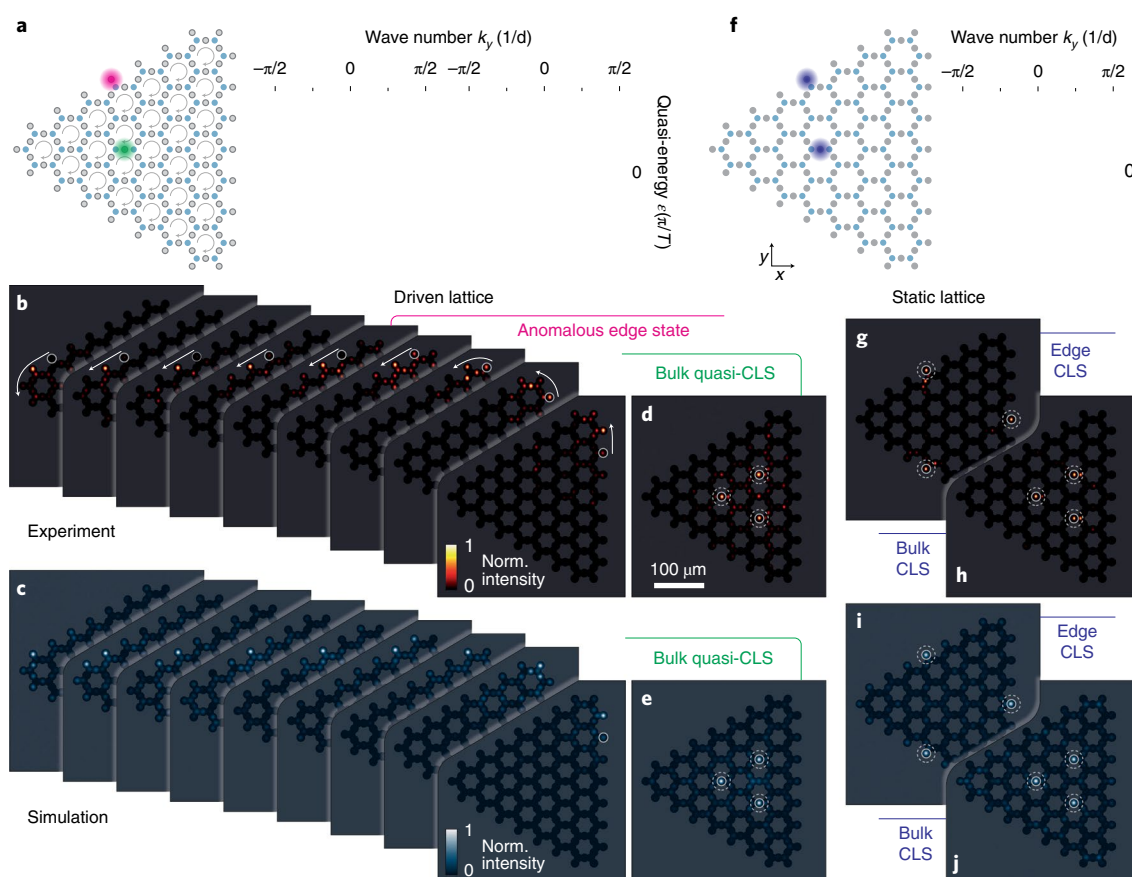 a
Wave number k_y (1/d)
−π/2
0
π/2
−π/2
0
π/2
Quasi-energy ε(π/T)
0
f
Wave number k_y (1/d)
−π/2
0
π/2
0
y
x
b
Driven lattice
Anomalous edge state
Bulk quasi-CLS
d
Experiment
1
0
Norm.
intensity
100 μm
Static lattice
g
Edge
CLS
Bulk
CLS
h
c
Simulation
1
0
Norm.
intensity
Bulk quasi-CLS
e
i
Edge
CLS
Bulk
CLS
j